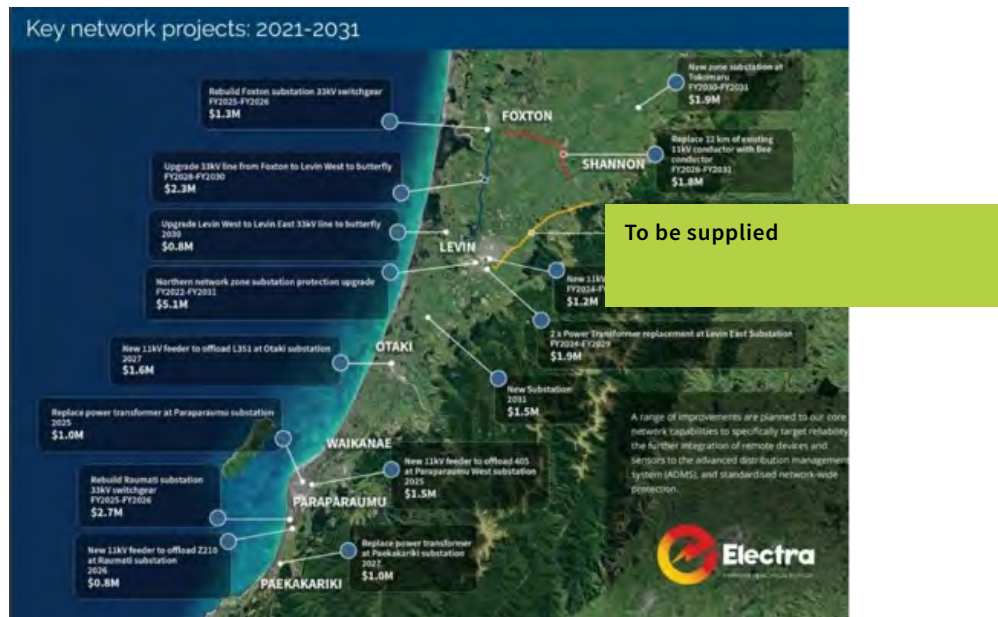 Key network projects: 2021-2031
New zone substation at
Tokomaru
FY2030-FY2031
$1.9M
Rebuild Foxton substation 33kV switchgear
FY2025-FY2026
$1.3M
FOXTON
Replace 12 km of existing
11kV conductor with Bee
conductor
FY2028-FY2031
$1.8M
SHANNON
Upgrade 33kV line from Foxton to Levin West to butterfly
FY2028-FY2030
$2.3M
To be supplied
Upgrade Levin West to Levin East 33kV line to butterfly
2030
$0.8M
LEVIN
Northern network zone substation protection upgrade
FY2022-FY2031
$5.1M
New 11kV
FY2024-
$1.2M
2 x Power Transformer replacement at Levin East Substation
FY2024-FY2029
$1.9M
New 11kV feeder to offload L351 at Otaki substation
2027
$1.6M
OTAKI
New Substation
2031
$1.5M
Replace power transformer at Paraparaumu substation
2025
$1.0M
A range of improvements are planned to our core
network capabilities to specifically target reliability,
the further integration of remote devices and
sensors to the advanced distribution management
system (ADMS), and standardised network-wide
protection.
WAIKANAE
New 11kV feeder to offload 405
at Paraparaumu West substation
2025
$1.5M
Rebuild Raumati substation
33kV switchgear
FY2025-FY2026
$2.7M
PARAPARAUMU
New 11kV feeder to offload Z210
at Raumati substation
2026
$0.8M
Replace power transformer
at Paekakariki substation
2027
$1.0M
PAEKAKARIKI
Electra